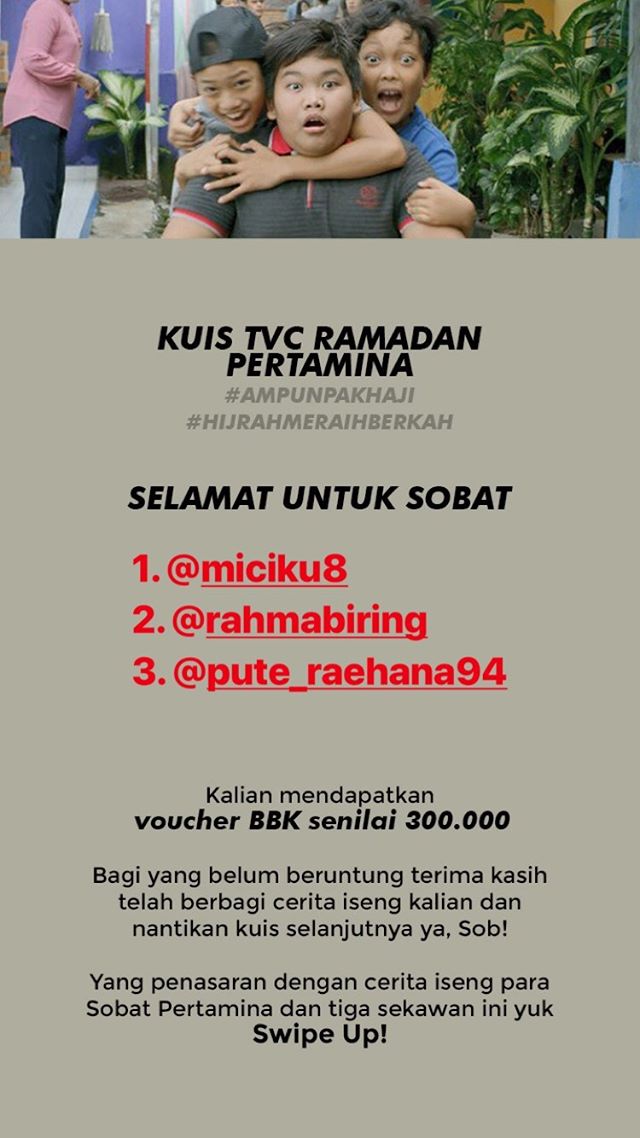 KUIS TVC RAMADAN
PERTAMINA
#AMPUNPAKHAJI
#HIJRAHMERAIHBERKAH
SELAMAT UNTUK SOBAT
1. @miciku8
2. @rahmabiring
3. @pute_raehana94
Kalian mendapatkan
voucher BBK senilai 300.000
Bagi yang belum beruntung terima kasih
telah berbagi cerita iseng kalian dan
nantikan kuis selanjutnya ya, Sob!
Yang penasaran dengan cerita iseng para
Sobat Pertamina dan tiga sekawan ini yuk
Swipe Up!